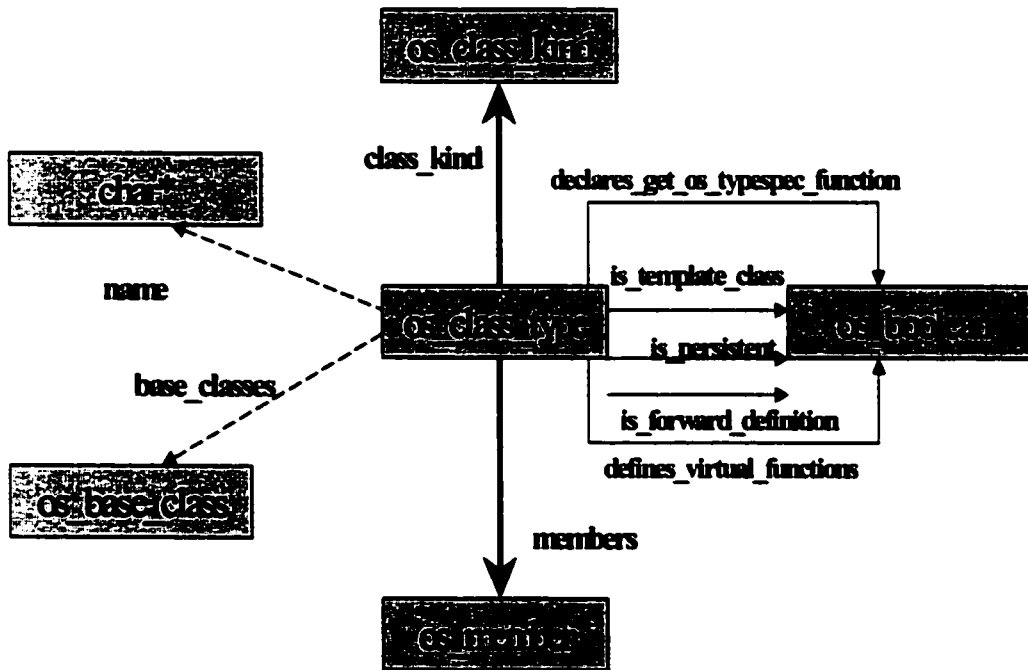 os_class_kind
class_kind
char*
declares_get_os_typespec_function
name
is_template_class
os_class_type
os_boolean
is_persistent
base_classes
is_forward_definition
defines_virtual_functions
os_base_class
members
os_member